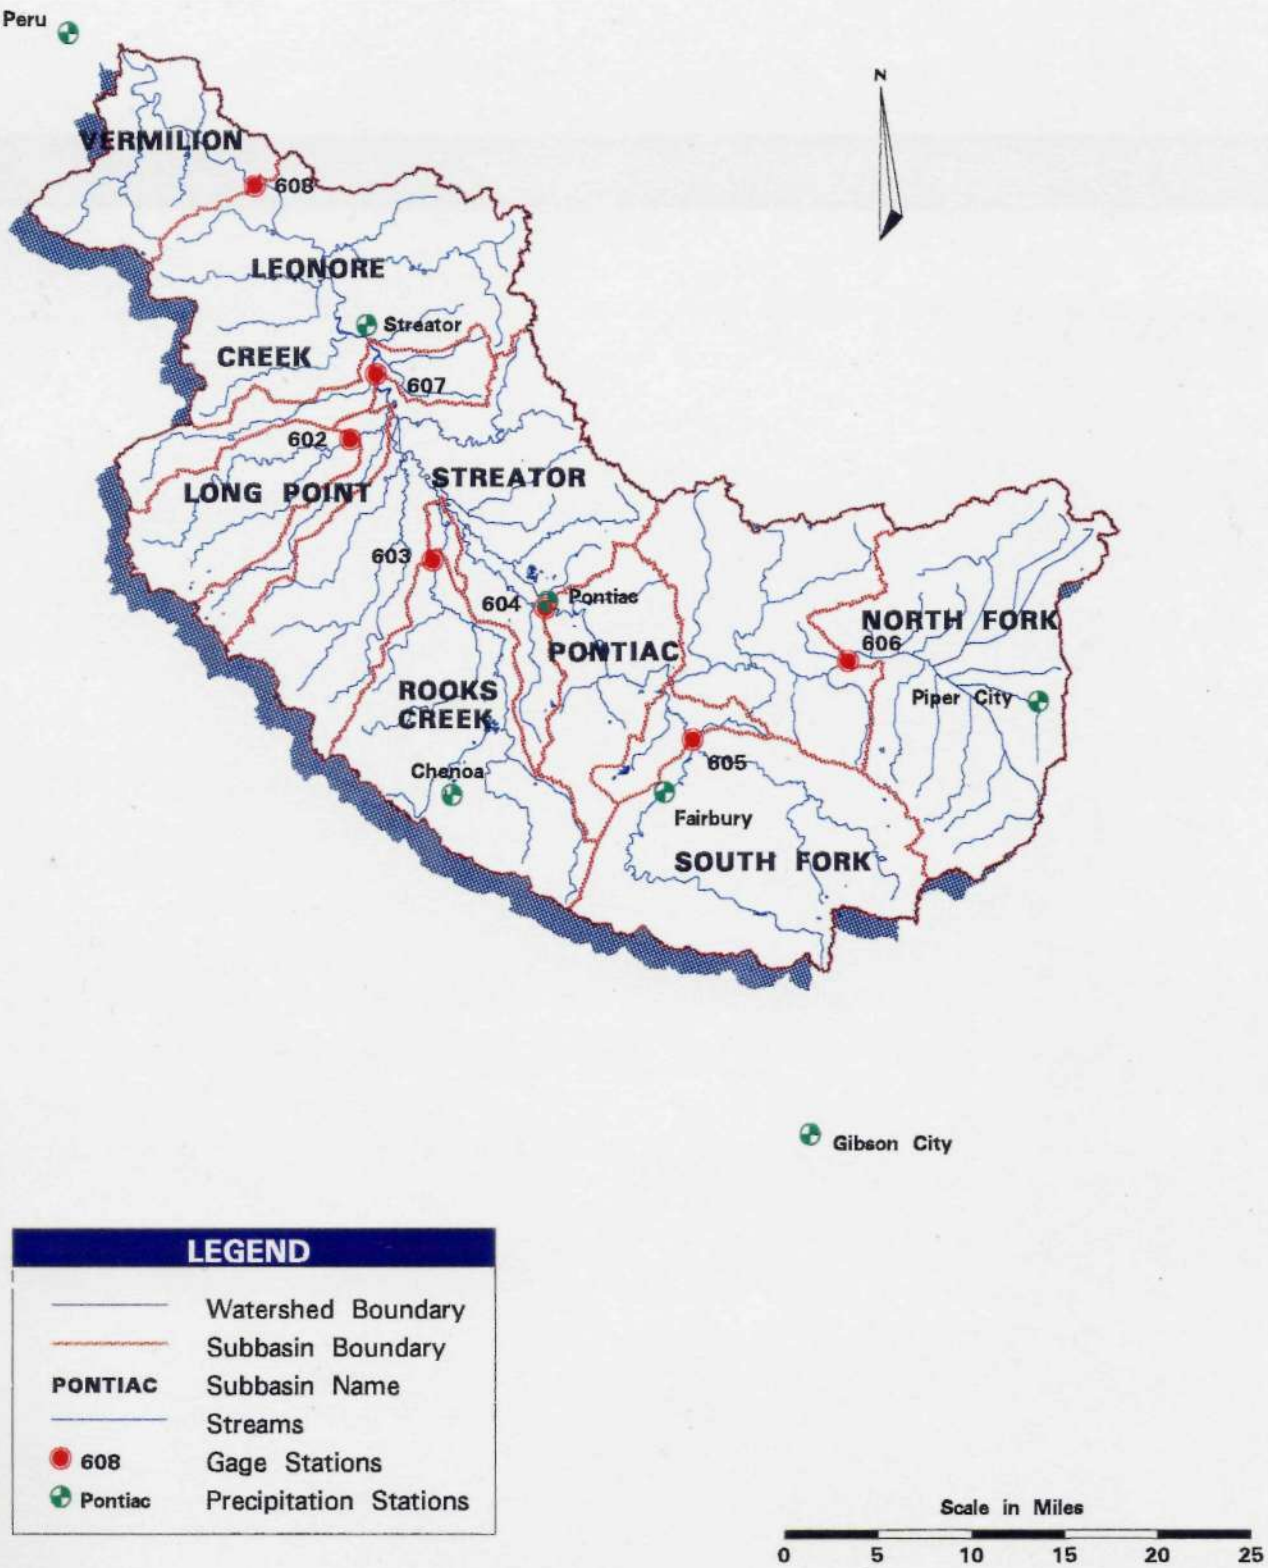 Peru
N
VERMILION
608
LEONORE
Streator
CREEK
607
602
STREATOR
LONG POINT
603
604
Pontiac
NORTH FORK
606
PONTIAC
ROOKS
CREEK
Piper City
Chenoa
605
Fairbury
SOUTH FORK
Gibson City
LEGEND
Watershed Boundary
Subbasin Boundary
PONTIAC Subbasin Name
Streams
608 Gage Stations
Pontiac Precipitation Stations
Scale in Miles
0 5 10 15 20 25